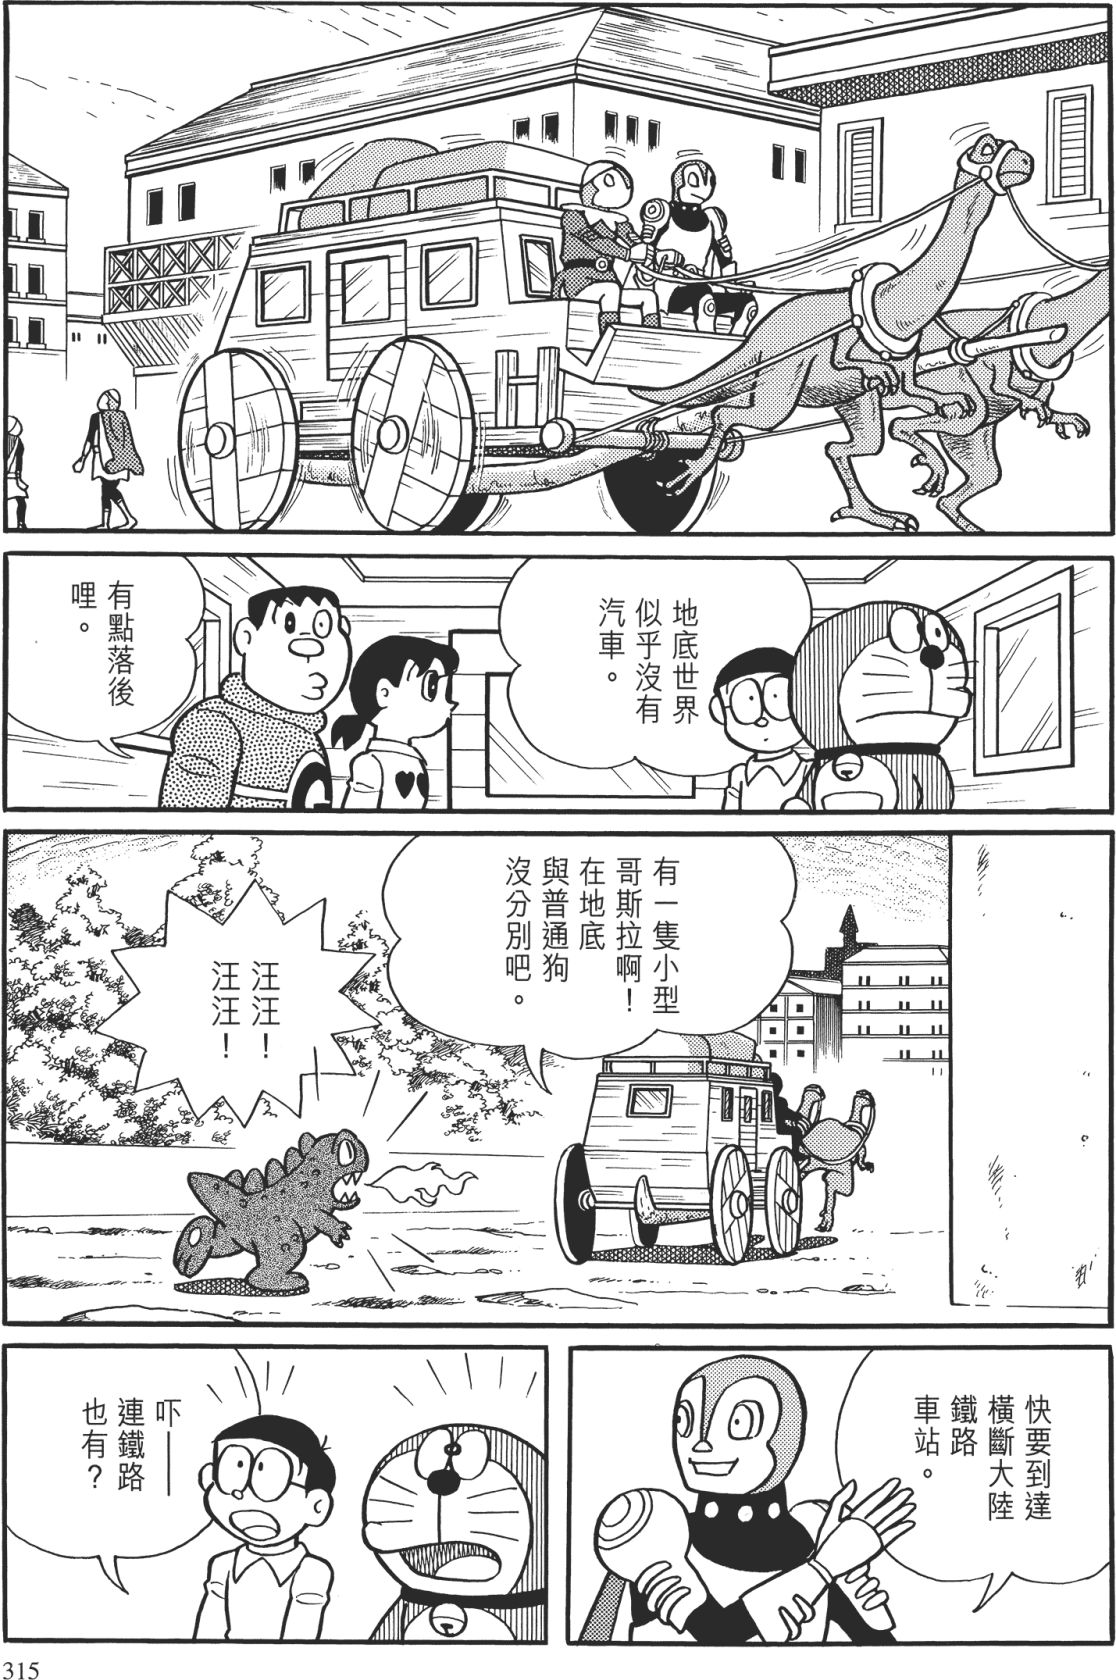 地底世界
似乎沒有
汽車。
有點落後
哩。
有一隻小型
哥斯拉啊！
在地底
與普通狗
沒分別吧。
汪汪！
汪汪！
快要到達
橫斷大陸
鐵路
車站。
吓——
連鐵路
也有？
315